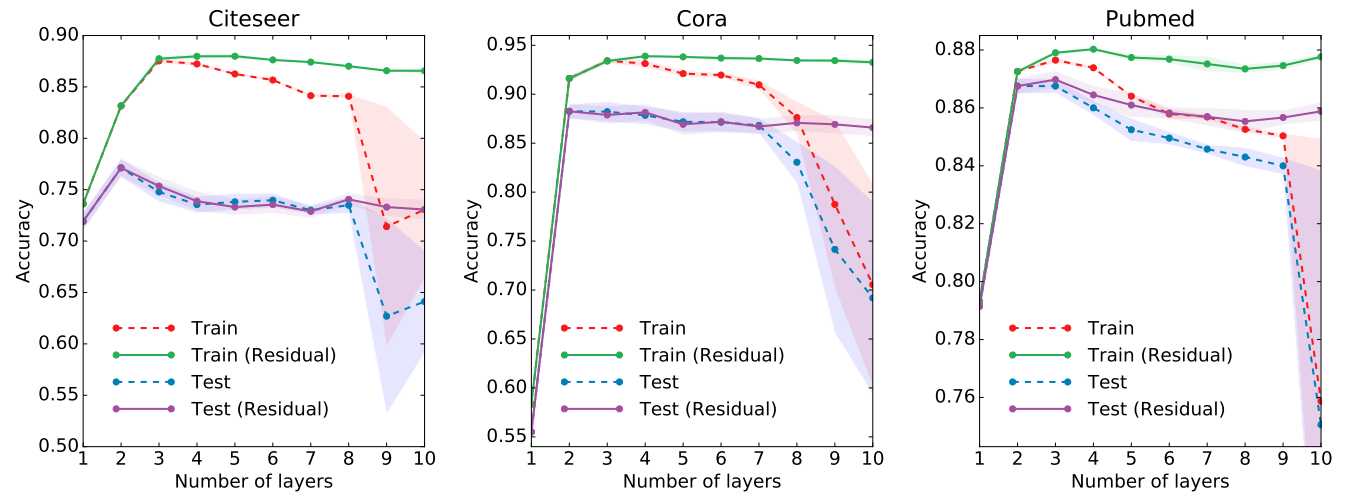 Citeseer
0.90
0.85
0.80
0.75
0.70
0.65
0.60
0.55
0.50
Accuracy
Train
Train (Residual)
Test
Test (Residual)
1 2 3 4 5 6 7 8 9 10
Number of layers
Cora
0.95
0.90
0.85
0.80
0.75
0.70
0.65
0.60
0.55
Accuracy
Train
Train (Residual)
Test
Test (Residual)
1 2 3 4 5 6 7 8 9 10
Number of layers
Pubmed
0.88
0.86
0.84
0.82
0.80
0.78
0.76
Accuracy
Train
Train (Residual)
Test
Test (Residual)
1 2 3 4 5 6 7 8 9 10
Number of layers